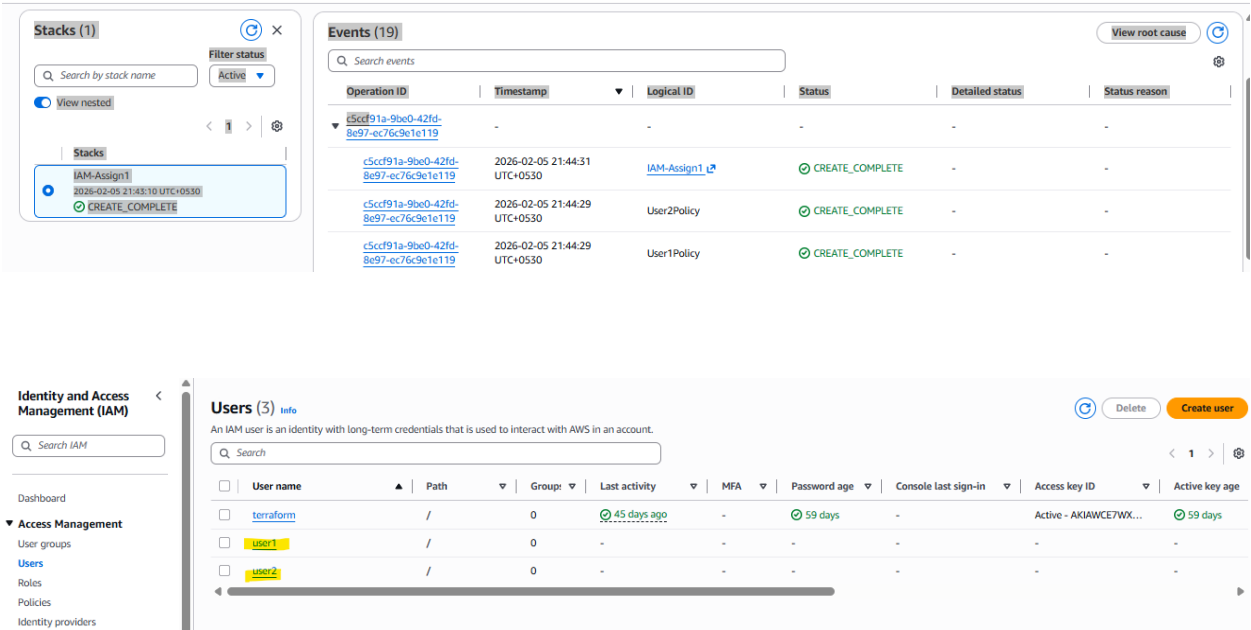 Stacks (1)
Filter status
Search by stack name
Active
View nested
1
Stacks
IAM-Assign1
2026-02-05 21:43:10 UTC+0530
CREATE_COMPLETE
Events (19)
View root cause
Search events
Operation ID Timestamp Logical ID Status Detailed status Status reason
c5ccf91a-9be0-42fd-
8e97-ec76c9e1e119 - - - - -
c5ccf91a-9be0-42fd- 2026-02-05 21:44:31
8e97-ec76c9e1e119 UTC+0530 IAM-Assign1 CREATE_COMPLETE - -
c5ccf91a-9be0-42fd- 2026-02-05 21:44:29
8e97-ec76c9e1e119 UTC+0530 User2Policy CREATE_COMPLETE - -
c5ccf91a-9be0-42fd- 2026-02-05 21:44:29
8e97-ec76c9e1e119 UTC+0530 User1Policy CREATE_COMPLETE - -
Identity and Access
Management (IAM)
Search IAM
Dashboard
Access Management
User groups
Users
Roles
Policies
Identity providers
Users (3) Info
Delete
Create user
An IAM user is an identity with long-term credentials that is used to interact with AWS in an account.
Search
1
User name Path Group: Last activity MFA Password age Console last sign-in Access key ID Active key age
terraform / 0 45 days ago - 59 days - Active - AKIAWCE7WX... 59 days
user1 / 0 - - - - - -
user2 / 0 - - - - - -